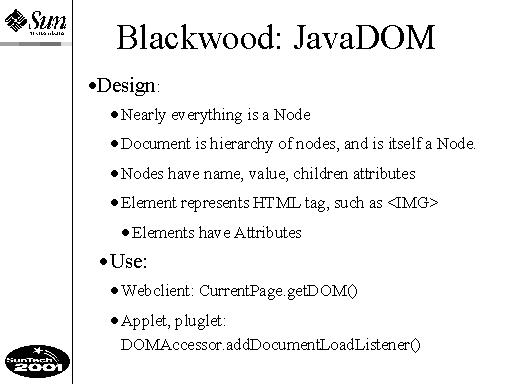 Sun
Blackwood: JavaDOM
•Design:
•Nearly everything is a Node
•Document is hierarchy of nodes, and is itself a Node.
•Nodes have name, value, children attributes
•Element represents HTML tag, such as <IMG>
•Elements have Attributes
•Use:
•Webclient: CurrentPage.getDOM()
•Applet, pluglet:
DOMAccessor.addDocumentLoadListener()
SunTech
2001